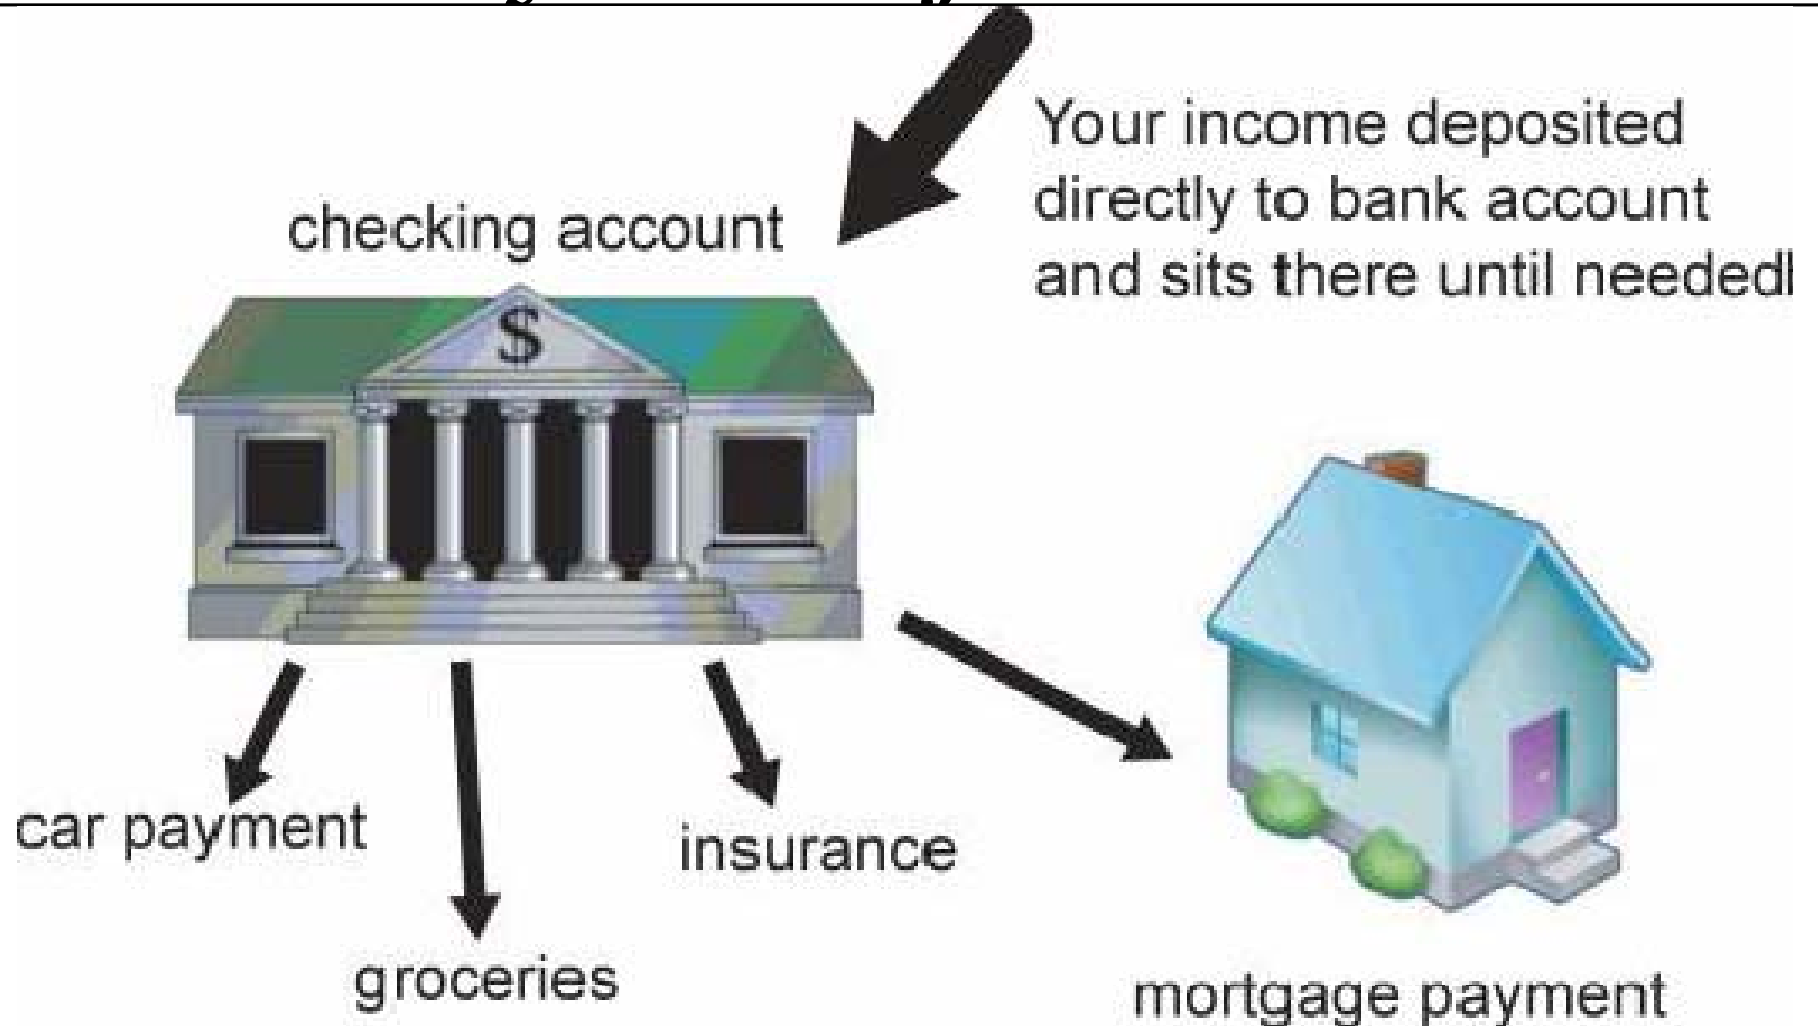 Your income deposited
directly to bank account
and sits there until needed!
checking account
$
car payment
insurance
groceries
mortgage payment